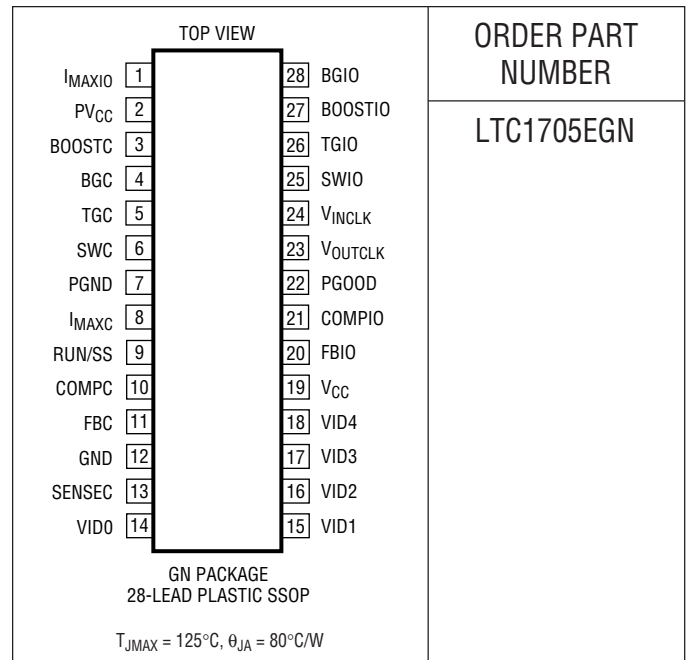 TOP VIEW
IMAXIO 1
PVCC 2
BOOSTC 3
BGC 4
TGC 5
SWC 6
PGND 7
IMAXC 8
RUN/SS 9
COMPC 10
FBC 11
GND 12
SENSEC 13
VID0 14
28 BGIO
27 BOOSTIO
26 TGIO
25 SWIO
24 VINCLK
23 VOUTCLK
22 PGOOD
21 COMPIO
20 FBIO
19 VCC
18 VID4
17 VID3
16 VID2
15 VID1
GN PACKAGE
28-LEAD PLASTIC SSOP
TJMAX = 125°C, θJA = 80°C/W
ORDER PART
NUMBER
LTC1705EGN